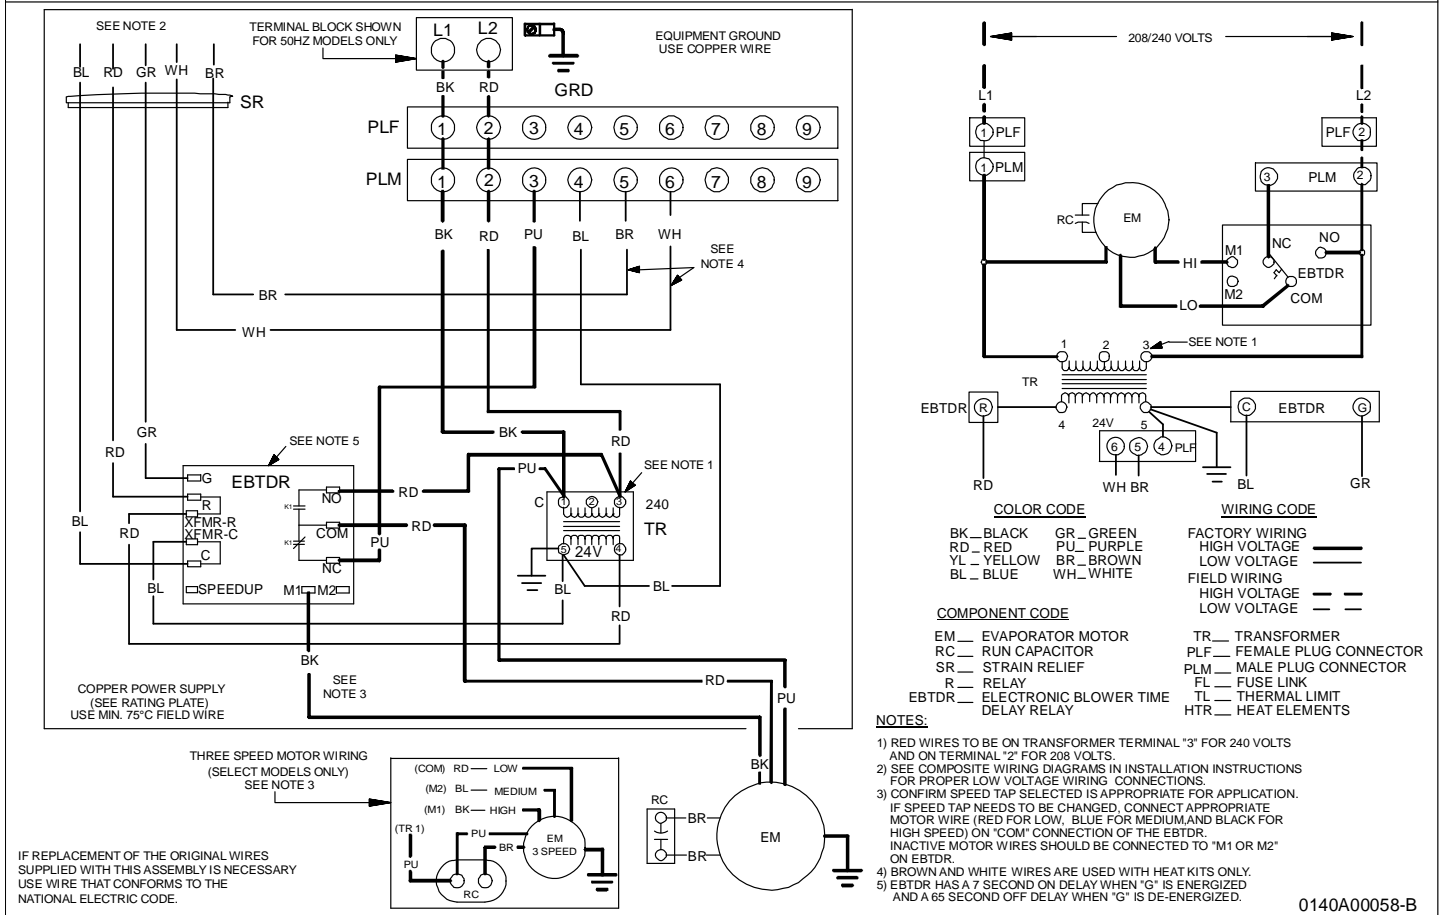 SEE NOTE 2
TERMINAL BLOCK SHOWN
FOR 50HZ MODELS ONLY
L1 L2
EQUIPMENT GROUND
USE COPPER WIRE
BL RD GR WH BR
SR
BK RD
GRD
PLF 1 2 3 4 5 6 7 8 9
PLM 1 2 3 4 5 6 7 8 9
BK RD PU BL BR WH
SEE
NOTE 4
BR
WH
GR
RD
BL
RD
SEE NOTE 5
EBTDR
G
R
XFMR-R
XFMR-C
C
SPEEDUP
K1
K1
NO
COM
NC
M1 M2
RD
RD
PU
BK
PU
RD
SEE NOTE 1
C 1 2 3 240
TR
5 24V 4
BL
BL
BL
RD
BK
SEE
NOTE 3
RD
PU
COPPER POWER SUPPLY
(SEE RATING PLATE)
USE MIN. 75°C FIELD WIRE
THREE SPEED MOTOR WIRING
(SELECT MODELS ONLY)
SEE NOTE 3
(COM) RD LOW
(M2) BL MEDIUM
(M1) BK HIGH
(TR 1)
PU
BR
PU
EM
3 SPEED
RC
BK
RC
BR
BR
EM
IF REPLACEMENT OF THE ORIGINAL WIRES
SUPPLIED WITH THIS ASSEMBLY IS NECESSARY
USE WIRE THAT CONFORMS TO THE
NATIONAL ELECTRIC CODE.
208/240 VOLTS
L1 L2
1 PLF
PLF 2
1 PLM
3 PLM 2
RC
EM
HI
LO
M1
M2
NC
NO
EBTDR
COM
SEE NOTE 1
1 2 3
TR
4 24V 5
EBTDR R
C EBTDR G
6 5 4 PLF
RD
WH BR
BL
GR
COLOR CODE
BK BLACK
RD RED
YL YELLOW
BL BLUE
GR GREEN
PU PURPLE
BR BROWN
WH WHITE
WIRING CODE
FACTORY WIRING
HIGH VOLTAGE
LOW VOLTAGE
FIELD WIRING
HIGH VOLTAGE
LOW VOLTAGE
COMPONENT CODE
EM EVAPORATOR MOTOR
RC RUN CAPACITOR
SR STRAIN RELIEF
R RELAY
EBTDR ELECTRONIC BLOWER TIME
DELAY RELAY
TR TRANSFORMER
PLF FEMALE PLUG CONNECTOR
PLM MALE PLUG CONNECTOR
FL FUSE LINK
TL THERMAL LIMIT
HTR HEAT ELEMENTS
NOTES:
1) RED WIRES TO BE ON TRANSFORMER TERMINAL "3" FOR 240 VOLTS
AND ON TERMINAL "2" FOR 208 VOLTS.
2) SEE COMPOSITE WIRING DIAGRAMS IN INSTALLATION INSTRUCTIONS
FOR PROPER LOW VOLTAGE WIRING CONNECTIONS.
3) CONFIRM SPEED TAP SELECTED IS APPROPRIATE FOR APPLICATION.
IF SPEED TAP NEEDS TO BE CHANGED, CONNECT APPROPRIATE
MOTOR WIRE (RED FOR LOW, BLUE FOR MEDIUM,AND BLACK FOR
HIGH SPEED) ON "COM" CONNECTION OF THE EBTDR.
INACTIVE MOTOR WIRES SHOULD BE CONNECTED TO "M1 OR M2"
ON EBTDR.
4) BROWN AND WHITE WIRES ARE USED WITH HEAT KITS ONLY.
5) EBTDR HAS A 7 SECOND ON DELAY WHEN "G" IS ENERGIZED
AND A 65 SECOND OFF DELAY WHEN "G" IS DE-ENERGIZED.
0140A00058-B